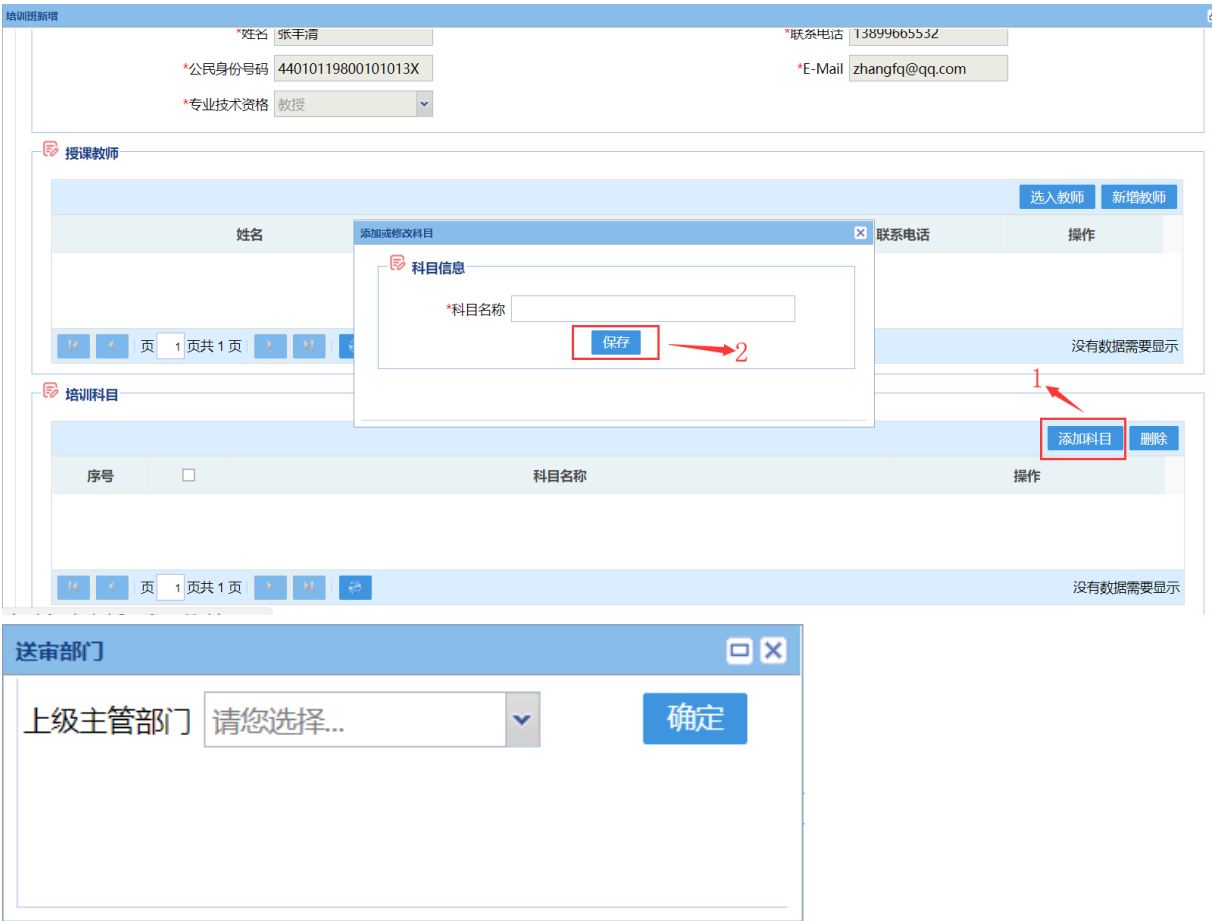 培训班新增
*姓名 张丰清 *联系电话 13899665532
*公民身份号码 44010119800101013X *E-Mail zhangfq@qq.com
*专业技术资格 教授
授课教师
选入教师 新增教师
姓名 联系电话 操作
添加或修改科目
科目信息
*科目名称
保存
2
页 1 页共 1 页 没有数据需要显示
1
培训科目
添加科目 删除
序号 科目名称 操作
页 1 页共 1 页 没有数据需要显示
送审部门
上级主管部门 请您选择... 确定